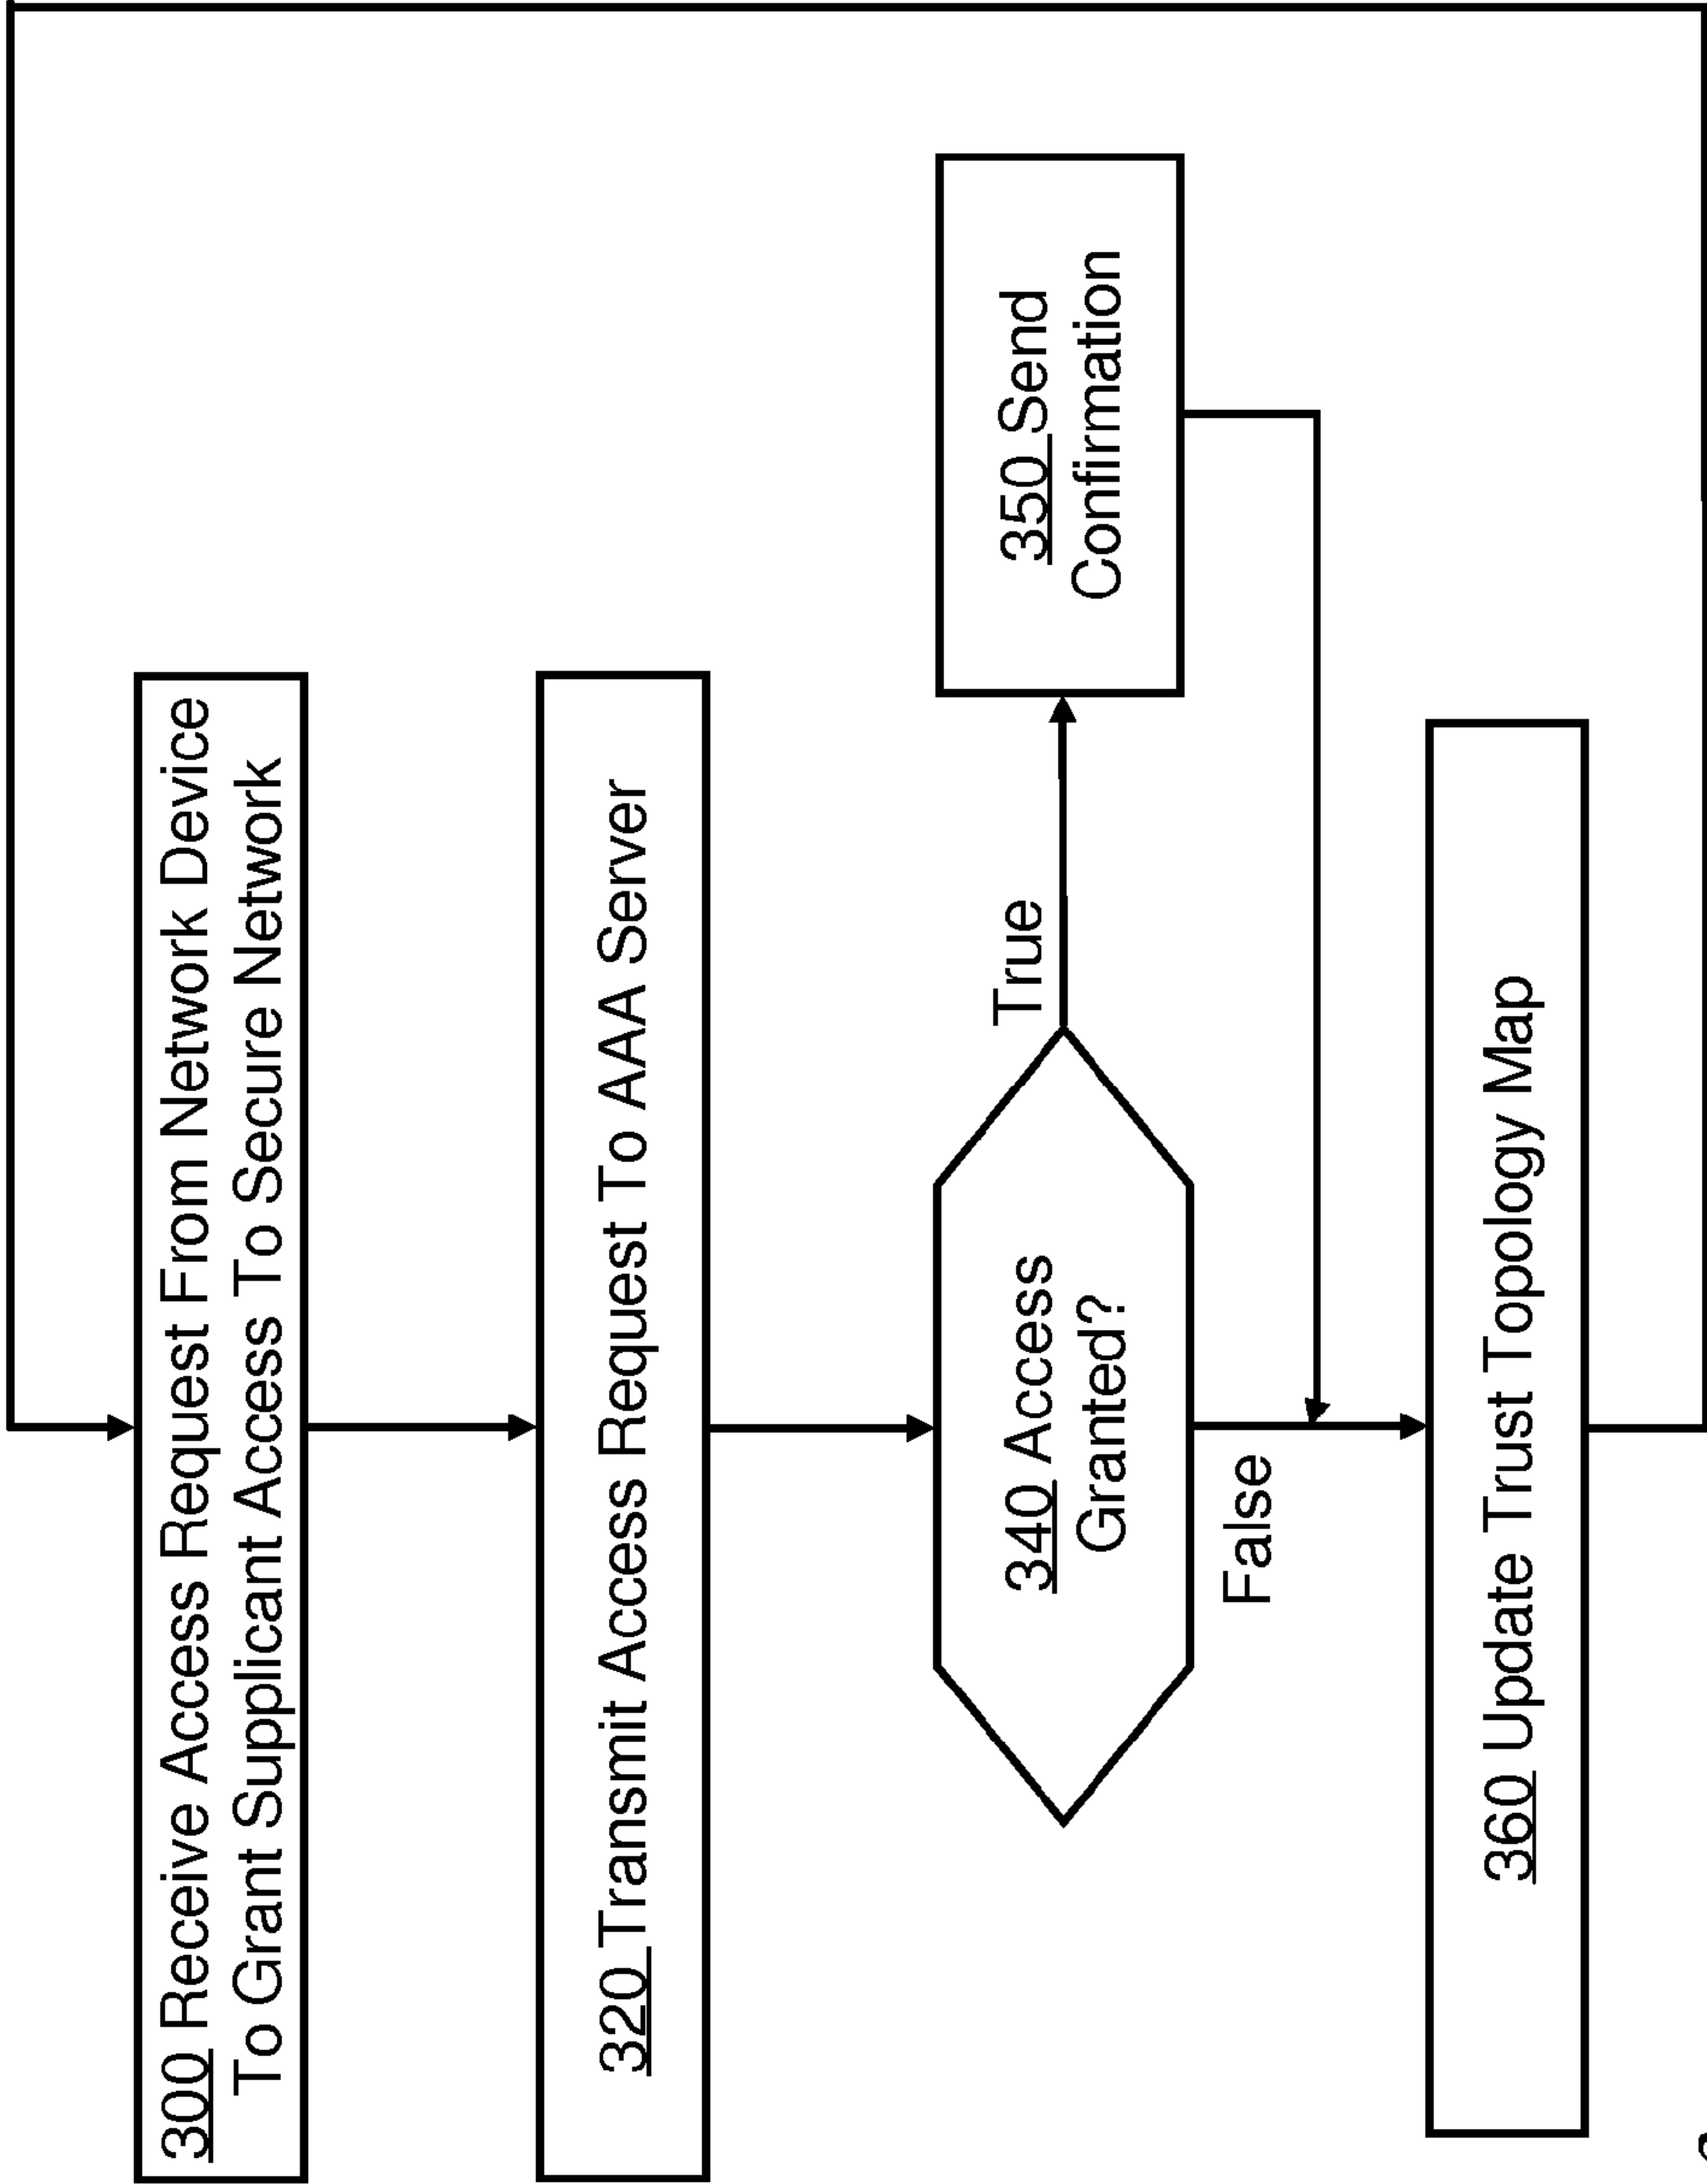 300 Receive Access Request From Network Device
To Grant Supplicant Access To Secure Network
320 Transmit Access Request To AAA Server
340 Access
Granted?
True
350 Send
Confirmation
False
360 Update Trust Topology Map